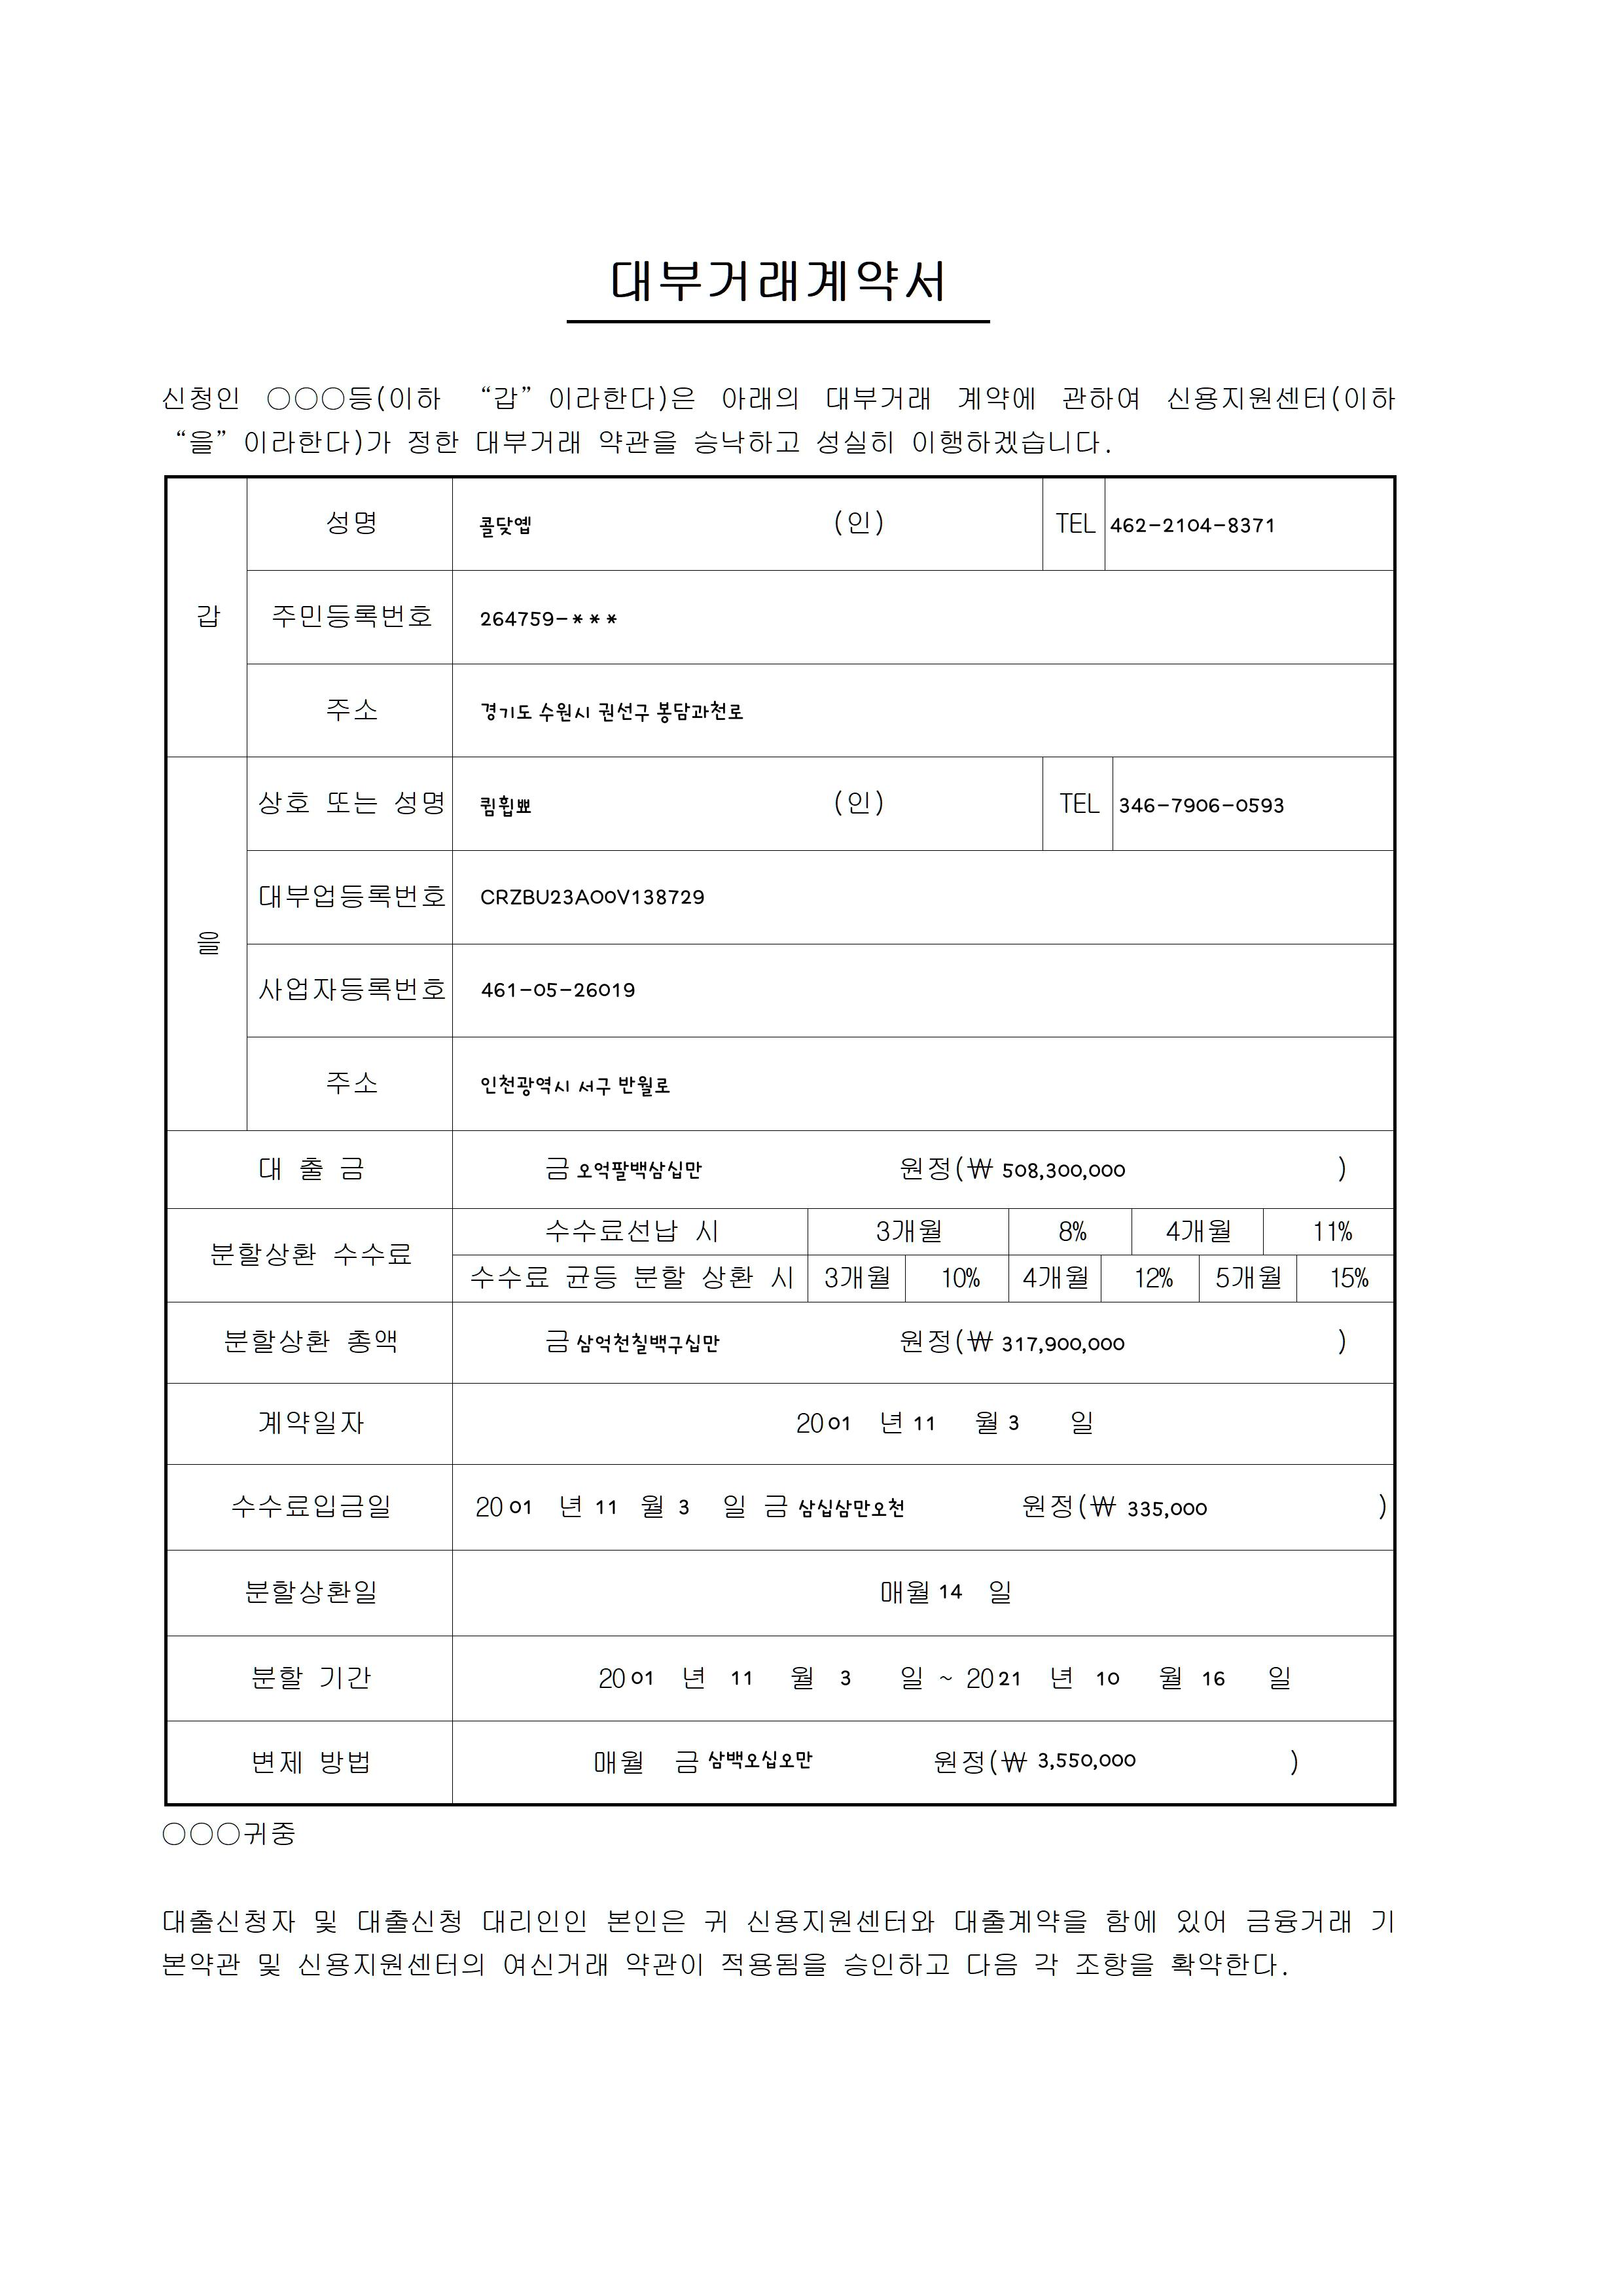 대부거래계약서
신청인 ○○○등(이하 “갑”이라한다)은 아래의 대부거래 계약에 관하여 신용지원센터(이하
“을”이라한다)가 정한 대부거래 약관을 승낙하고 성실히 이행하겠습니다.
갑
성명 콜닺옙 (인) TEL 462-2104-8371
주민등록번호 264759-***
주소 경기도 수원시 권선구 봉담과천로
을
상호 또는 성명 큄휩뾰 (인) TEL 346-7906-0593
대부업등록번호 CRZBU23AO0V138729
사업자등록번호 461-05-26019
주소 인천광역시 서구 반월로
대 출 금 금 오억팔백삼십만 원정(₩ 508,300,000 )
분할상환 수수료
수수료선납 시 3개월 8% 4개월 11%
수수료 균등 분할 상환 시 3개월 10% 4개월 12% 5개월 15%
분할상환 총액 금 삼억천칠백구십만 원정(₩ 317,900,000 )
계약일자 2001 년 11 월 3 일
수수료입금일 2001 년 11 월 3 일 금 삼십삼만오천 원정(₩ 335,000 )
분할상환일 매월 14 일
분할 기간 2001 년 11 월 3 일 ~ 2021 년 10 월 16 일
변제 방법 매월 금 삼백오십오만 원정(₩ 3,550,000 )
○○○귀중
대출신청자 및 대출신청 대리인인 본인은 귀 신용지원센터와 대출계약을 함에 있어 금융거래 기
본약관 및 신용지원센터의 여신거래 약관이 적용됨을 승인하고 다음 각 조항을 확약한다.